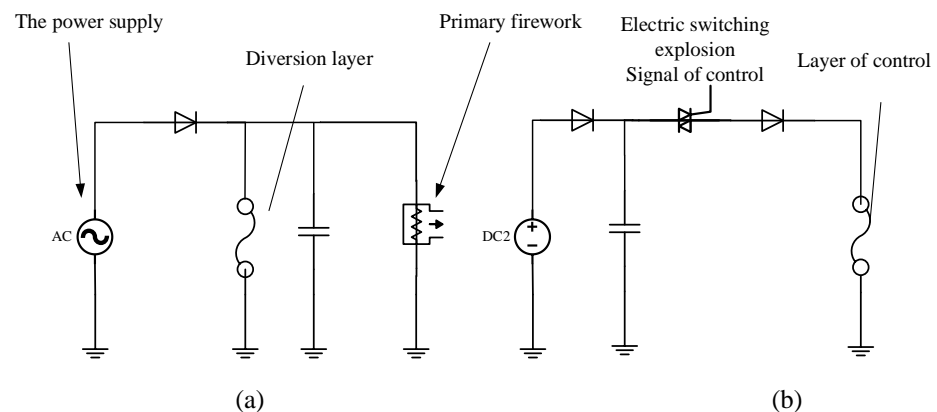 The power supply
Diversion layer
Primary firework
AC
(a)
Electric switching
explosion
Signal of control
Layer of control
DC2
(b)